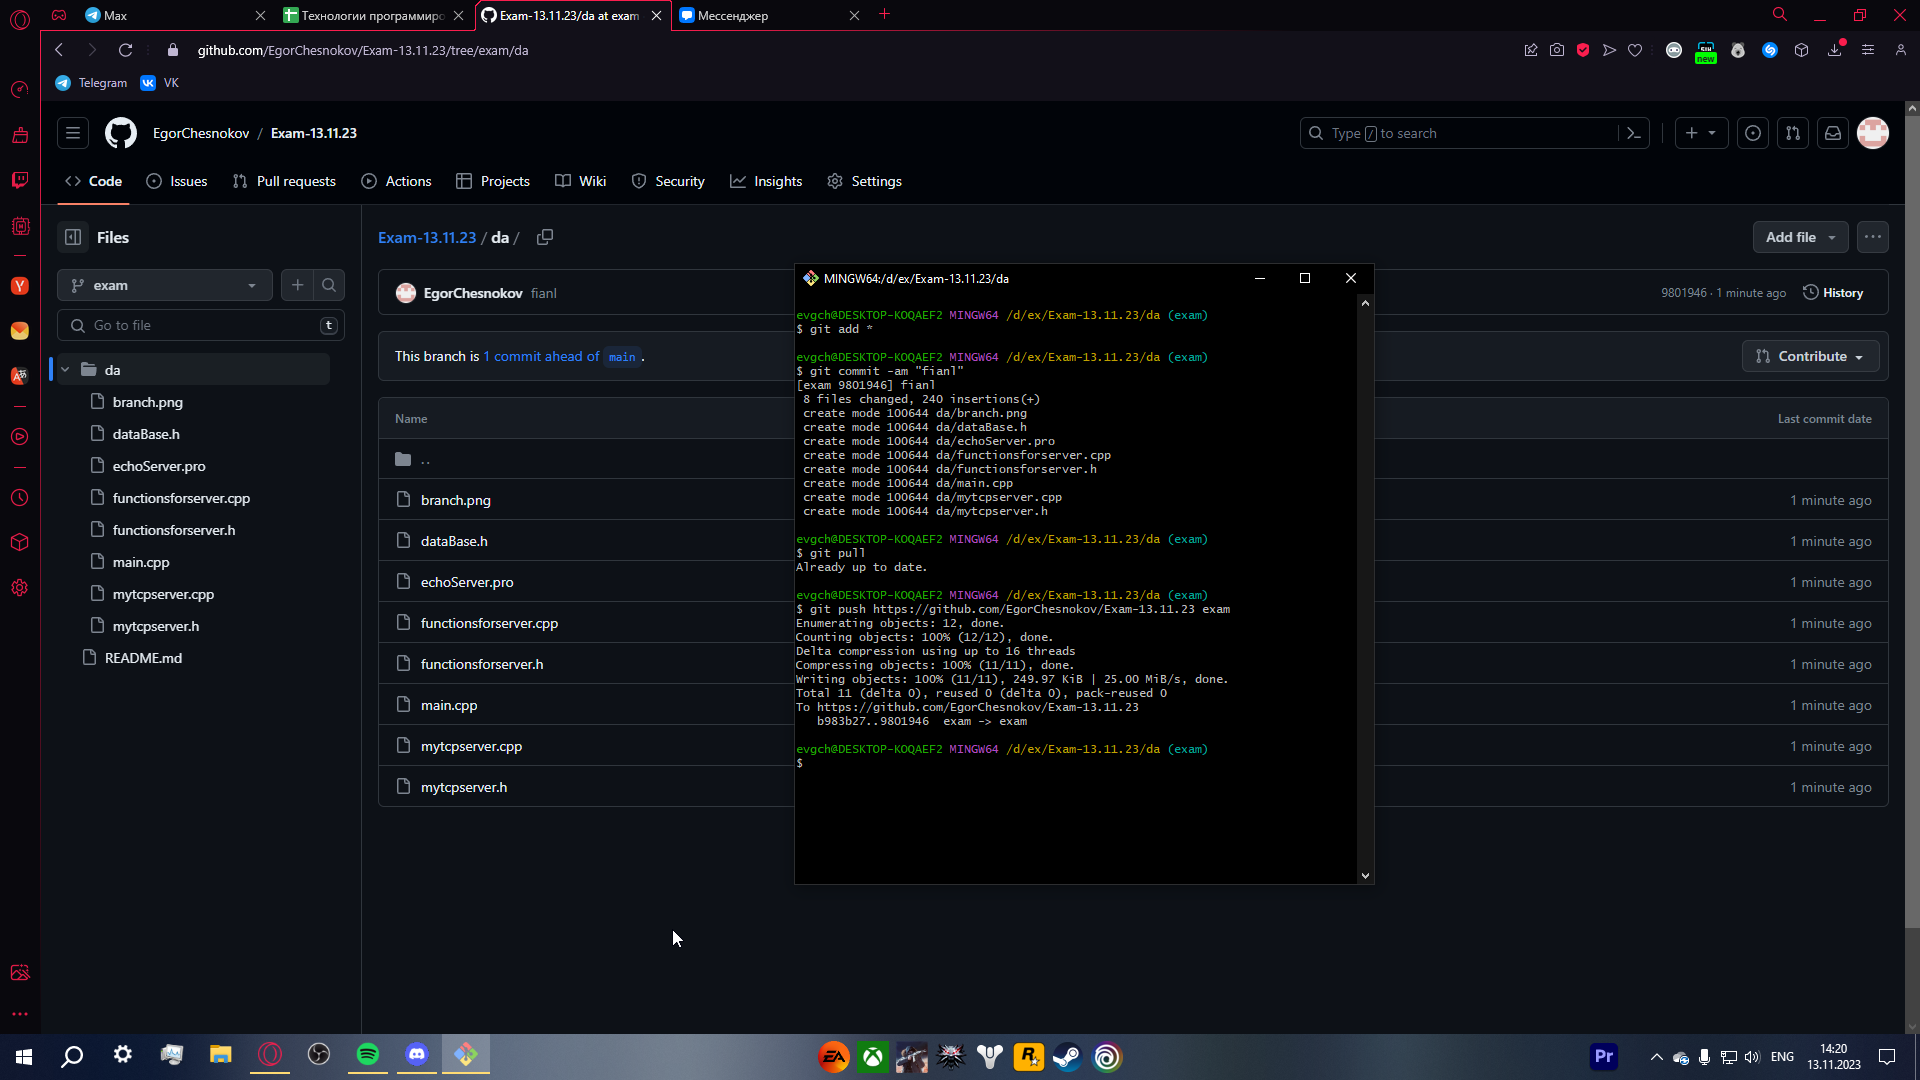 Max
Технологии программиро
Exam-13.11.23/da at exam
Мессенджер
github.com/EgorChesnokov/Exam-13.11.23/tree/exam/da
new
Telegram
VK
EgorChesnokov / Exam-13.11.23
Type / to search
Code
Issues
Pull requests
Actions
Projects
Wiki
Security
Insights
Settings
Files
exam
Go to file
t
da
branch.png
dataBase.h
echoServer.pro
functionsforserver.cpp
functionsforserver.h
main.cpp
mytcpserver.cpp
mytcpserver.h
README.md
Exam-13.11.23 / da /
Add file
EgorChesnokov fianl
9801946 · 1 minute ago
History
This branch is 1 commit ahead of main .
Contribute
Name
Last commit date
..
branch.png
1 minute ago
dataBase.h
1 minute ago
echoServer.pro
1 minute ago
functionsforserver.cpp
1 minute ago
functionsforserver.h
1 minute ago
main.cpp
1 minute ago
mytcpserver.cpp
1 minute ago
mytcpserver.h
1 minute ago
MINGW64:/d/ex/Exam-13.11.23/da
evgch@DESKTOP-KOQAEF2 MINGW64 /d/ex/Exam-13.11.23/da (exam)
$ git add *
evgch@DESKTOP-KOQAEF2 MINGW64 /d/ex/Exam-13.11.23/da (exam)
$ git commit -am "fianl"
[exam 9801946] fianl
8 files changed, 240 insertions(+)
create mode 100644 da/branch.png
create mode 100644 da/dataBase.h
create mode 100644 da/echoServer.pro
create mode 100644 da/functionsforserver.cpp
create mode 100644 da/functionsforserver.h
create mode 100644 da/main.cpp
create mode 100644 da/mytcpserver.cpp
create mode 100644 da/mytcpserver.h
evgch@DESKTOP-KOQAEF2 MINGW64 /d/ex/Exam-13.11.23/da (exam)
$ git pull
Already up to date.
evgch@DESKTOP-KOQAEF2 MINGW64 /d/ex/Exam-13.11.23/da (exam)
$ git push https://github.com/EgorChesnokov/Exam-13.11.23 exam
Enumerating objects: 12, done.
Counting objects: 100% (12/12), done.
Delta compression using up to 16 threads
Compressing objects: 100% (11/11), done.
Writing objects: 100% (11/11), 249.97 KiB | 25.00 MiB/s, done.
Total 11 (delta 0), reused 0 (delta 0), pack-reused 0
To https://github.com/EgorChesnokov/Exam-13.11.23
b983b27..9801946 exam -> exam
evgch@DESKTOP-KOQAEF2 MINGW64 /d/ex/Exam-13.11.23/da (exam)
$
EA
Pr
ENG
14:20
13.11.2023